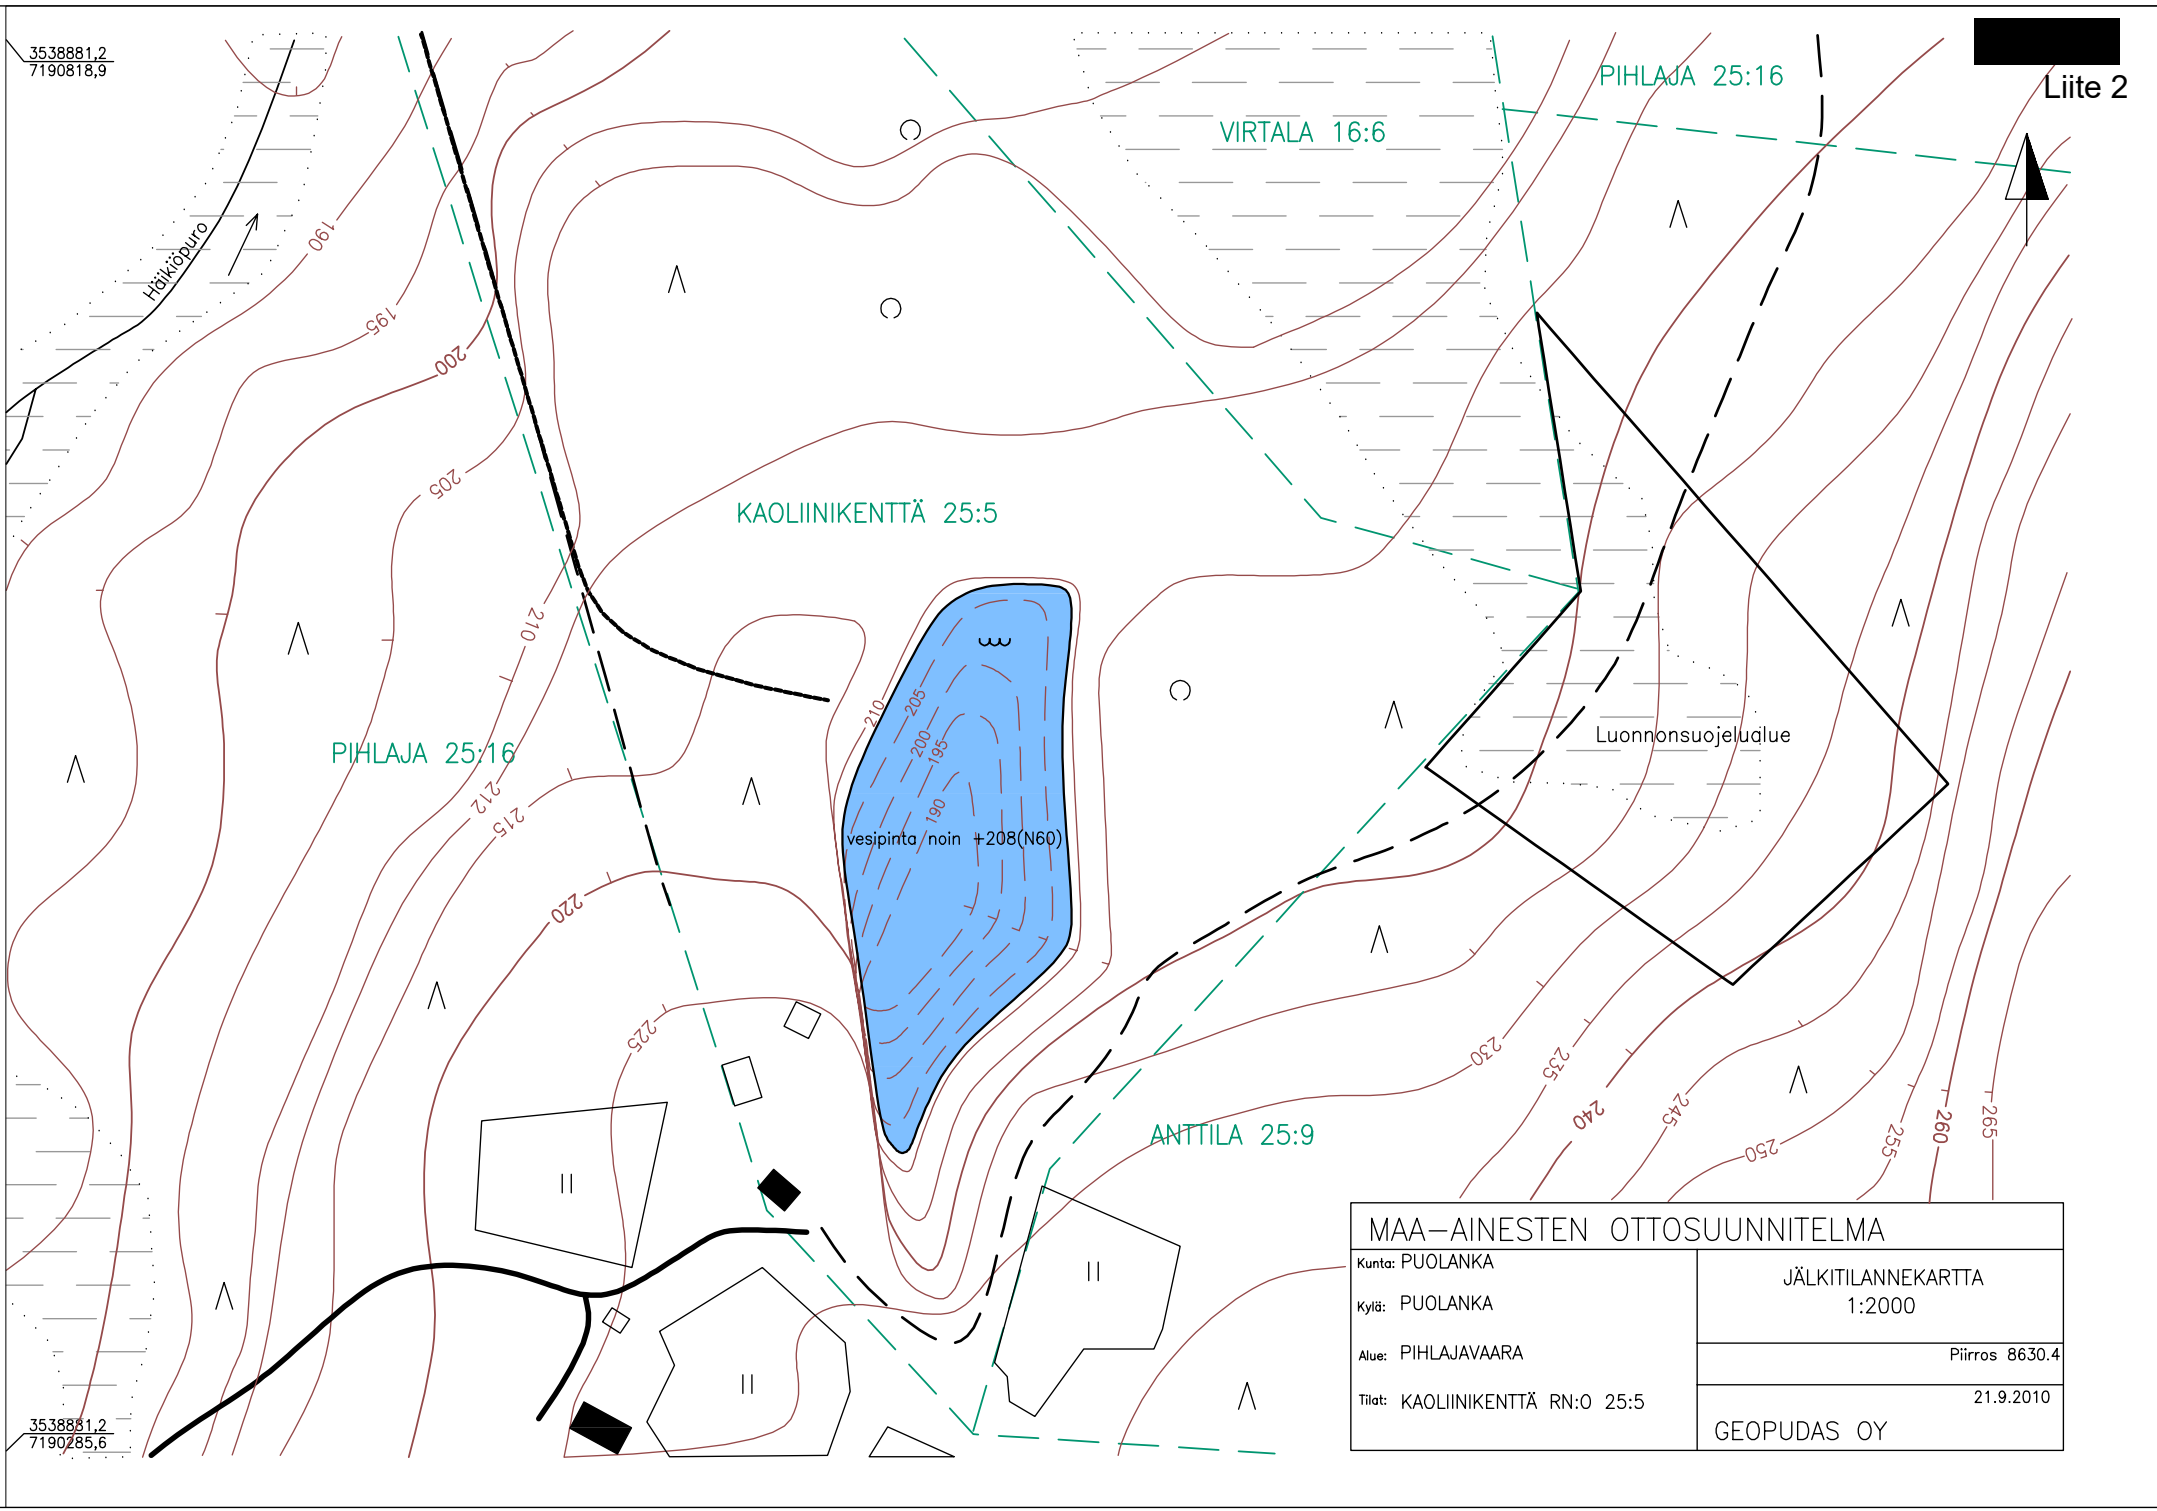 3538881,2
7190818,9
Liite 2
PIHLAJA 25:16
VIRTALA 16:6
190
Häikiöpuro
195
200
205
KAOLIINIKENTTÄ 25:5
210
PIHLAJA 25:16
212
215
210
205
200
195
190
vesipinta noin +208(N60)
Luonnonsuojelualue
220
225
230
235
240
245
250
255
260
265
ANTTILA 25:9
3538881,2
7190285,6
MAA-AINESTEN OTTOSUUNNITELMA
Kunta: PUOLANKA
Kylä: PUOLANKA
Alue: PIHLAJAVAARA
Tilat: KAOLIINIKENTTÄ RN:O 25:5
JÄLKITILANNEKARTTA
1:2000
Piirros 8630.4
21.9.2010
GEOPUDAS OY